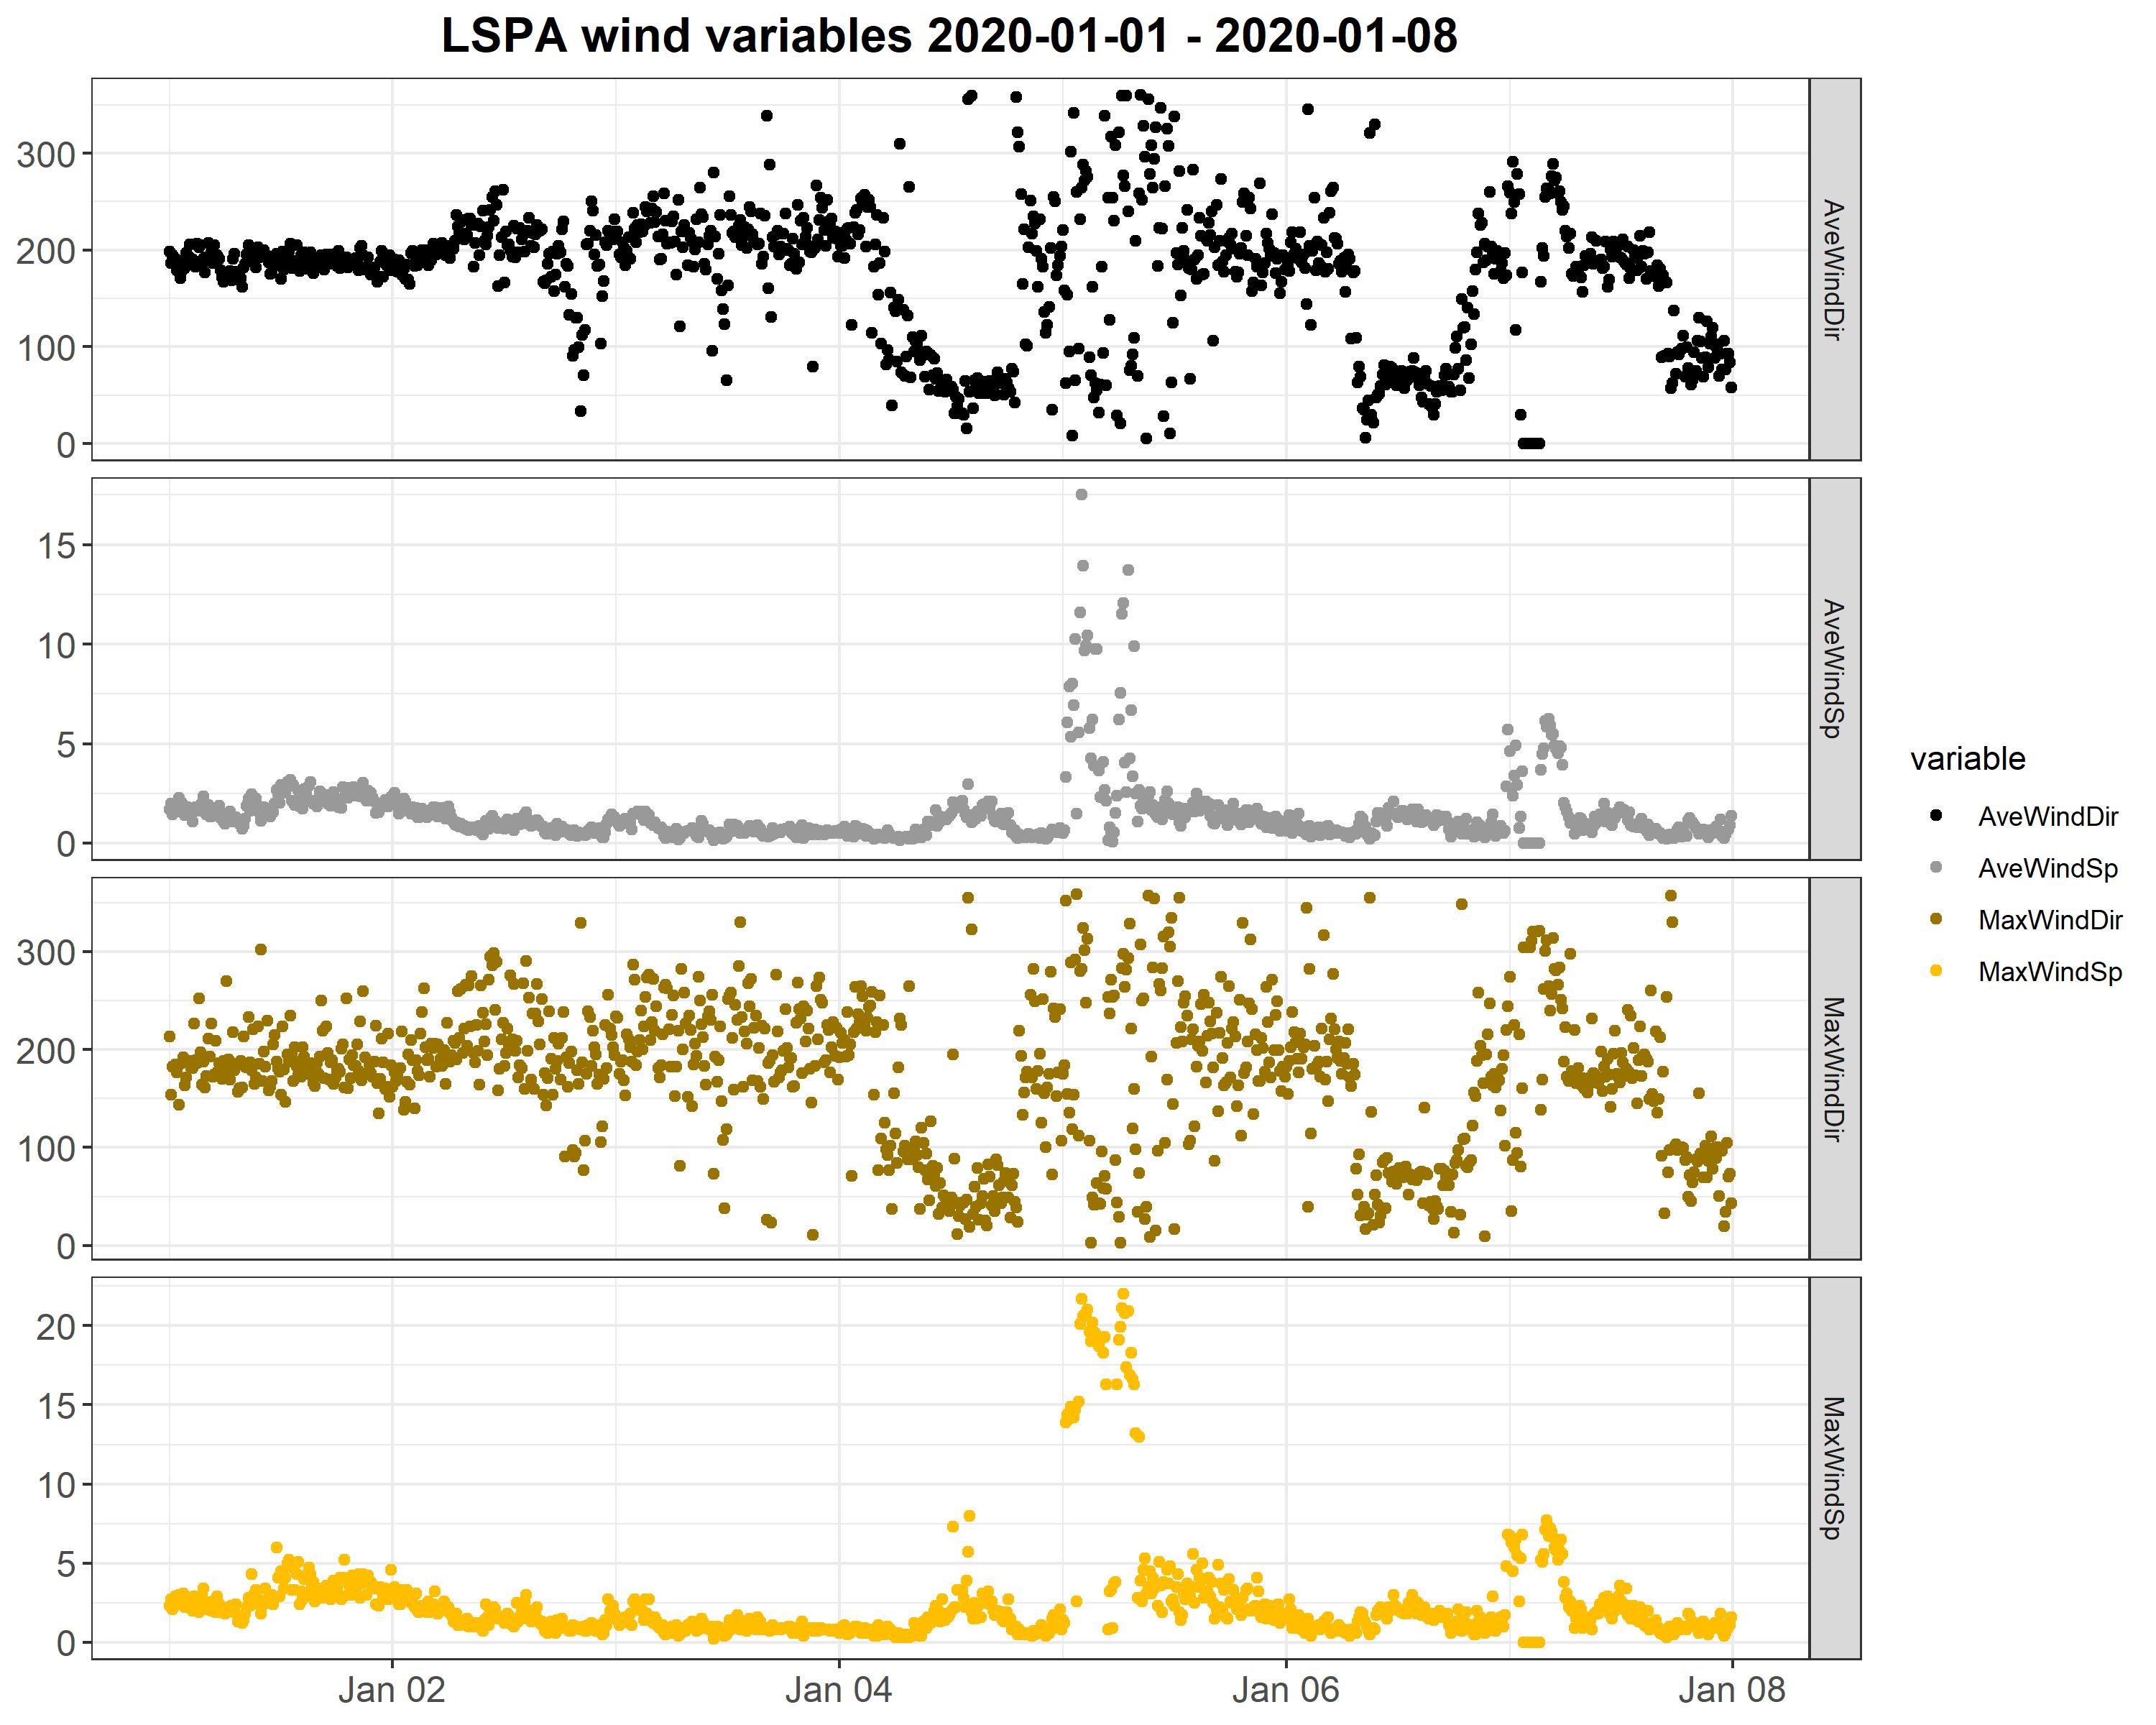 LSPA wind variables 2020-01-01 - 2020-01-08
300
200
100
0
AveWindDir
15
10
5
0
AveWindSp
300
200
100
0
MaxWindDir
20
15
10
5
0
MaxWindSp
Jan 02
Jan 04
Jan 06
Jan 08
variable
AveWindDir
AveWindSp
MaxWindDir
MaxWindSp